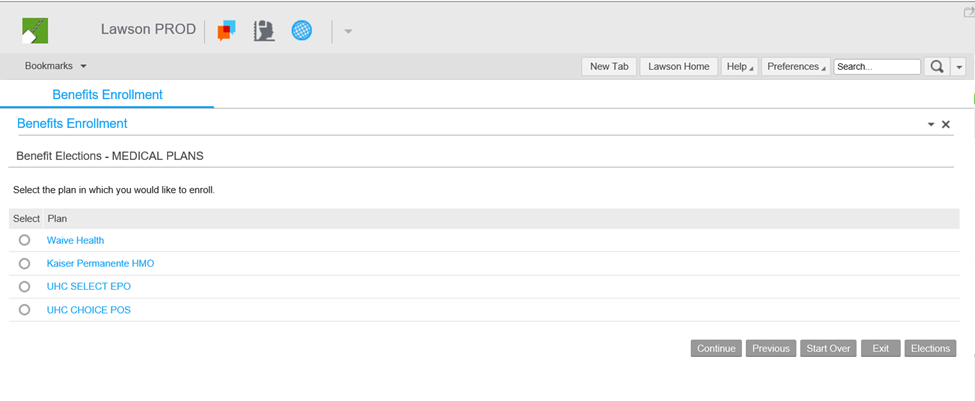 Lawson PROD
Bookmarks New Tab Lawson Home Help Preferences Search...
Benefits Enrollment
Benefits Enrollment
Benefit Elections - MEDICAL PLANS
Select the plan in which you would like to enroll.
Select Plan
Waive Health
Kaiser Permanente HMO
UHC SELECT EPO
UHC CHOICE POS
Continue Previous Start Over Exit Elections